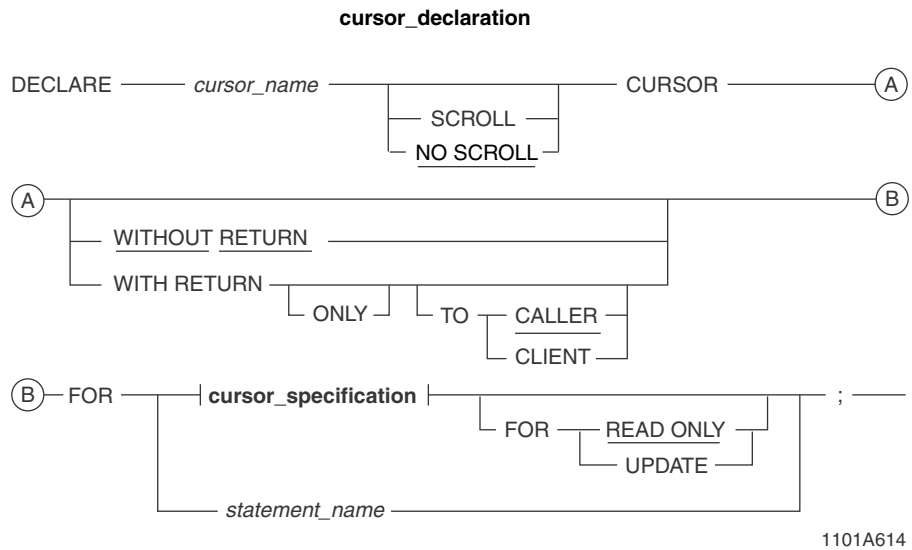 cursor_declaration
DECLARE cursor_name CURSOR A
SCROLL
NO SCROLL
A B
WITHOUT RETURN
WITH RETURN
ONLY TO CALLER
CLIENT
B FOR cursor_specification ;
FOR READ ONLY
UPDATE
statement_name
1101A614